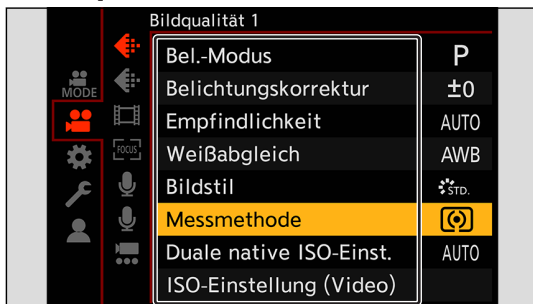 Bildqualität 1
Bel.-Modus P
MODE
Belichtungskorrektur ±0
Empfindlichkeit AUTO
FOCUS
Weißabgleich AWB
Bildstil STD.
Messmethode
Duale native ISO-Einst. AUTO
ISO-Einstellung (Video)